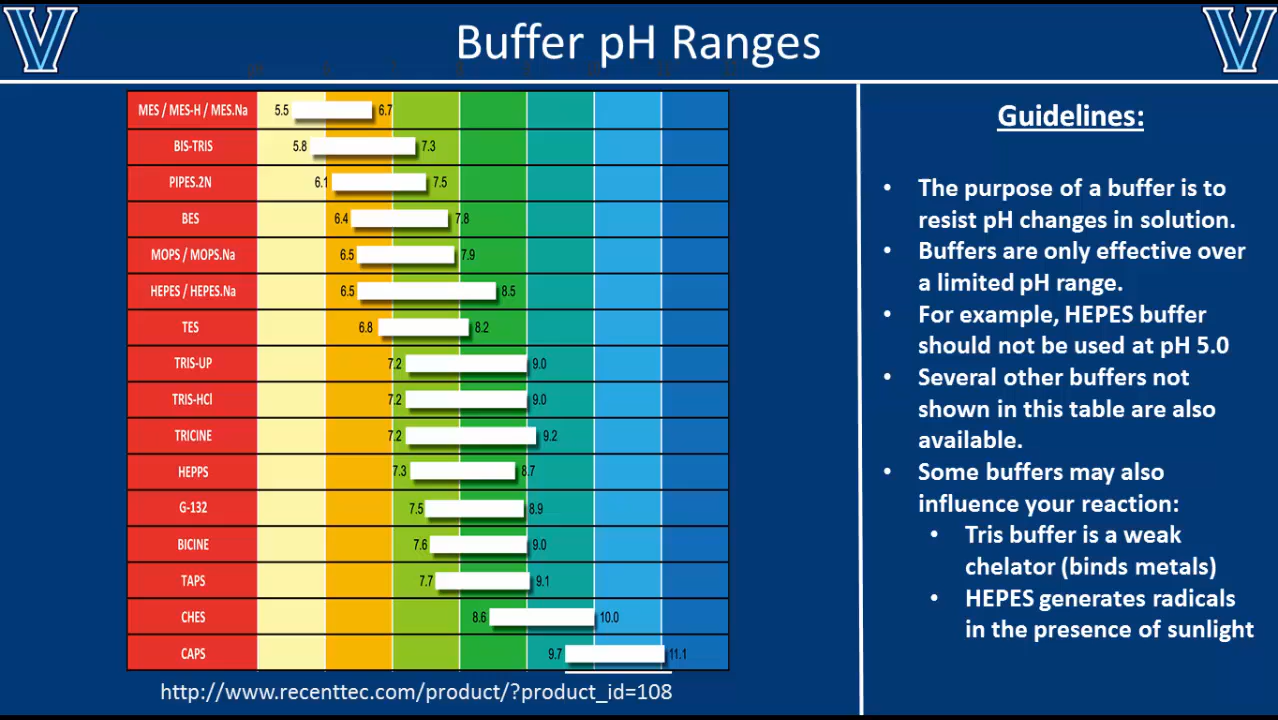 Buffer pH Ranges
MES / MES-H / MES.Na 5.5 6.7
BIS-TRIS 5.8 7.3
PIPES.2N 6.1 7.5
BES 6.4 7.8
MOPS / MOPS.Na 6.5 7.9
HEPES / HEPES.Na 6.5 8.5
TES 6.8 8.2
TRIS-UP 7.2 9.0
TRIS-HCl 7.2 9.0
TRICINE 7.2 9.2
HEPPS 7.3 8.7
G-132 7.5 8.9
BICINE 7.6 9.0
TAPS 7.7 9.1
CHES 8.6 10.0
CAPS 9.7 11.1
http://www.recenttec.com/product/?product_id=108
Guidelines:
• The purpose of a buffer is to
resist pH changes in solution.
• Buffers are only effective over
a limited pH range.
• For example, HEPES buffer
should not be used at pH 5.0
• Several other buffers not
shown in this table are also
available.
• Some buffers may also
influence your reaction:
• Tris buffer is a weak
chelator (binds metals)
• HEPES generates radicals
in the presence of sunlight